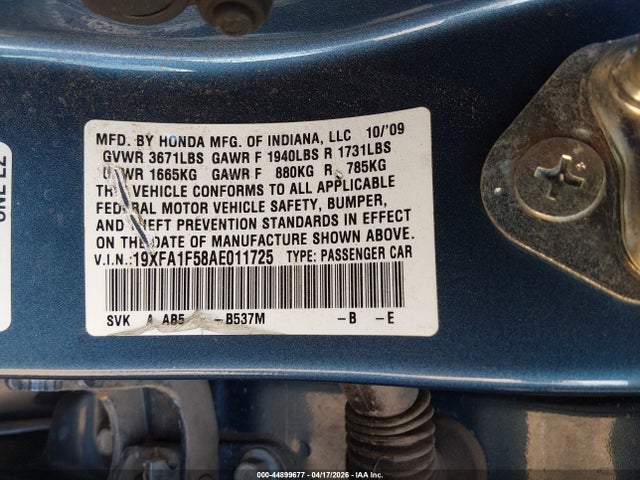 MFD. BY HONDA MFG. OF INDIANA, LLC 10/'09
GVWR 3671LBS GAWR F 1940LBS R 1731LBS
GVWR 1665KG GAWR F 880KG R 785KG
THIS VEHICLE CONFORMS TO ALL APPLICABLE
FEDERAL MOTOR VEHICLE SAFETY, BUMPER,
AND THEFT PREVENTION STANDARDS IN EFFECT
ON THE DATE OF MANUFACTURE SHOWN ABOVE.
V.I.N.: 19XFA1F58AE011725 TYPE: PASSENGER CAR
SVK A AB5 -B537M -B -E
000-44899677 - 04/17/2026 - IAAI.com